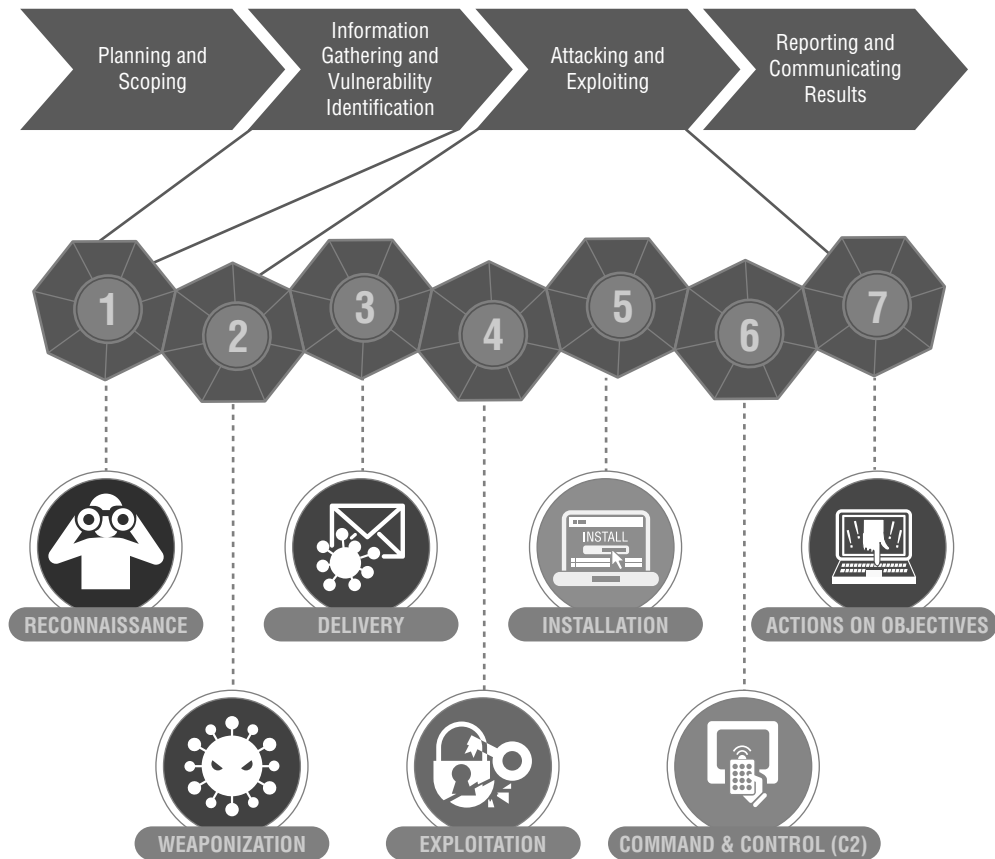 Planning and
Scoping
Information
Gathering and
Vulnerability
Identification
Attacking and
Exploiting
Reporting and
Communicating
Results
1
2
3
4
5
6
7
INSTALL
RECONNAISSANCE
DELIVERY
INSTALLATION
ACTIONS ON OBJECTIVES
WEAPONIZATION
EXPLOITATION
COMMAND & CONTROL (C2)